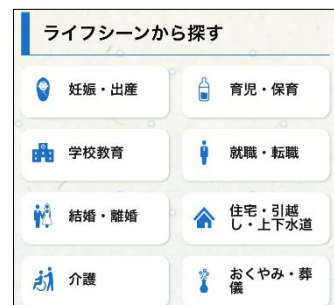 ライフシーンから探す
妊娠・出産
育児・保育
学校教育
就職・転職
結婚・離婚
住宅・引越
し・上下水道
介護
おくやみ・葬
儀